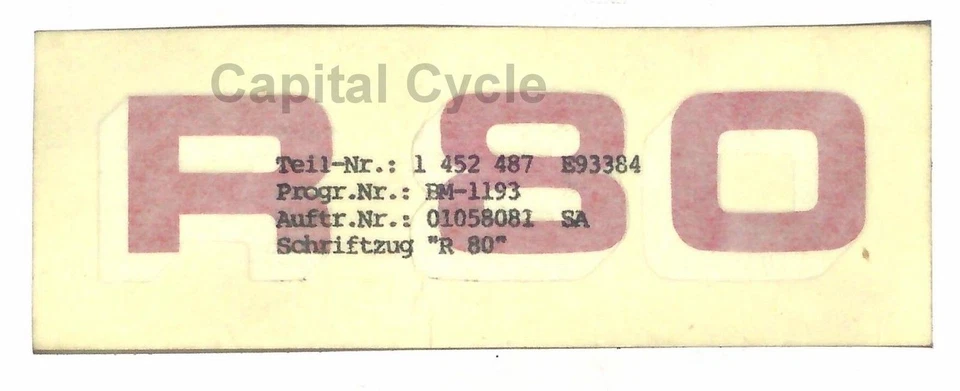 Capital Cycle
R 80
Teil-Nr.: 1 452 487 E93384
Progr.Nr.: BM-1193
Auftr.Nr.: 01058081 SA
Schriftzug "R 80"